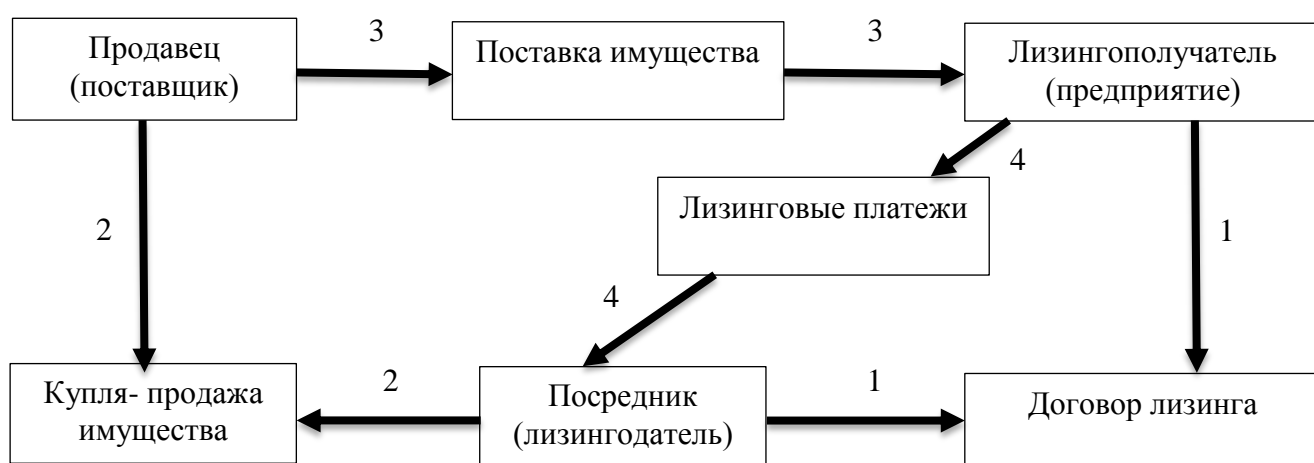 3
3
Продавец
(поставщик)
Поставка имущества
Лизингополучатель
(предприятие)
4
Лизинговые платежи
2
1
4
2
1
Купля- продажа
имущества
Посредник
(лизингодатель)
Договор лизинга